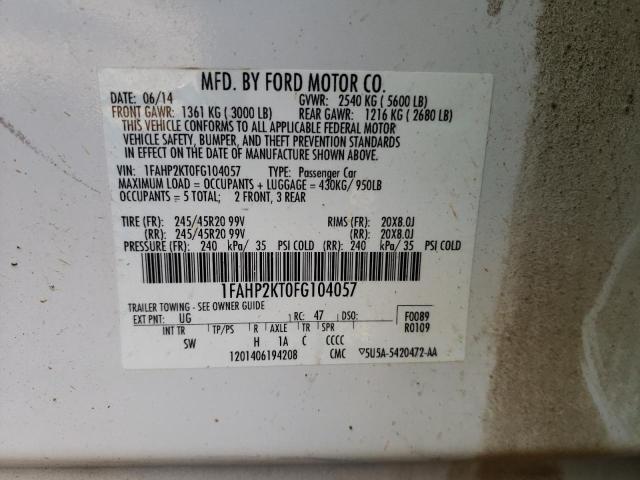 MFD. BY FORD MOTOR CO.
DATE: 06/14 GVWR: 2540 KG ( 5600 LB)
FRONT GAWR: 1361 KG ( 3000 LB) REAR GAWR: 1216 KG ( 2680 LB)
THIS VEHICLE CONFORMS TO ALL APPLICABLE FEDERAL MOTOR
VEHICLE SAFETY, BUMPER, AND THEFT PREVENTION STANDARDS
IN EFFECT ON THE DATE OF MANUFACTURE SHOWN ABOVE.
VIN: 1FAHP2KT0FG104057 TYPE: Passenger Car
MAXIMUM LOAD = OCCUPANTS + LUGGAGE = 430KG/ 950LB
OCCUPANTS = 5 TOTAL; 2 FRONT, 3 REAR
TIRE (FR): 245/45R20 99V RIMS (FR): 20X8.0J
(RR): 245/45R20 99V (RR): 20X8.0J
PRESSURE (FR): 240 kPa/ 35 PSI COLD (RR): 240 kPa/ 35 PSI COLD
1FAHP2KT0FG104057
TRAILER TOWING - SEE OWNER GUIDE
EXT PNT: UG RC: 47 DSO: F0089
INT TR TP/PS R AXLE TR SPR R0109
SW H 1A C CCCC
1201406194208 CMC ▽5U5A-5420472-AA